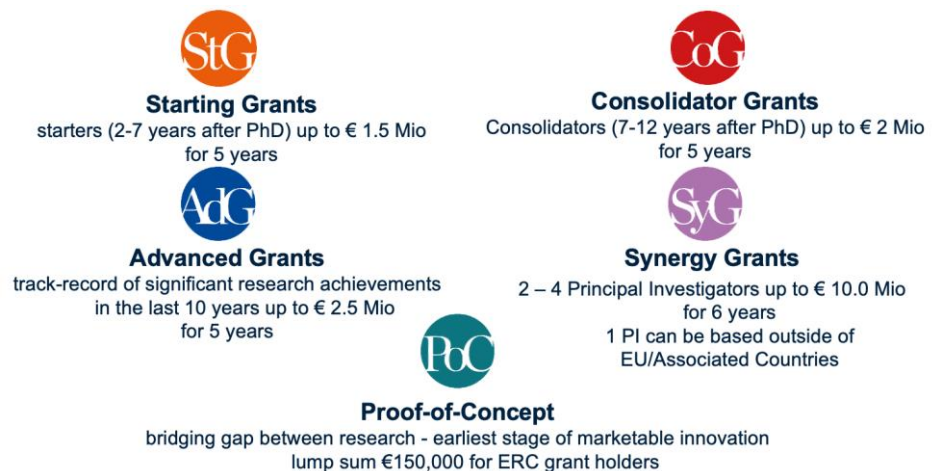 StG
Starting Grants
starters (2-7 years after PhD) up to € 1.5 Mio
for 5 years
CoG
Consolidator Grants
Consolidators (7-12 years after PhD) up to € 2 Mio
for 5 years
AdG
Advanced Grants
track-record of significant research achievements
in the last 10 years up to € 2.5 Mio
for 5 years
SyG
Synergy Grants
2 – 4 Principal Investigators up to € 10.0 Mio
for 6 years
1 PI can be based outside of
EU/Associated Countries
PoC
Proof-of-Concept
bridging gap between research - earliest stage of marketable innovation
lump sum €150,000 for ERC grant holders